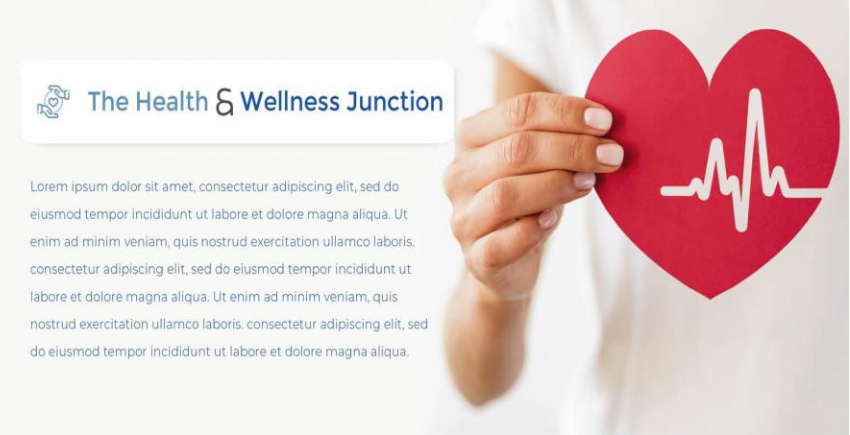 The Health & Wellness Junction
Lorem ipsum dolor sit amet, consectetur adipiscing elit, sed do
eiusmod tempor incididunt ut labore et dolore magna aliqua. Ut
enim ad minim veniam, quis nostrud exercitation ullamco laboris.
consectetur adipiscing elit, sed do eiusmod tempor incididunt ut
labore et dolore magna aliqua. Ut enim ad minim veniam, quis
nostrud exercitation ullamco laboris. consectetur adipiscing elit, sed
do eiusmod tempor incididunt ut labore et dolore magna aliqua.